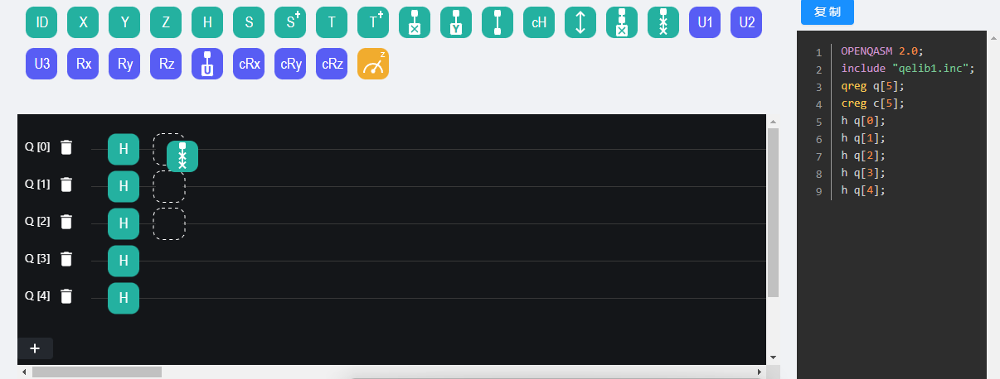 ID X Y Z H S S† T T† X Y cH X U1 U2
U3 Rx Ry Rz U cRx cRy cRz z
复制
1 OPENQASM 2.0;
2 include "qelib1.inc";
3 qreg q[5];
4 creg c[5];
5 h q[0];
6 h q[1];
7 h q[2];
8 h q[3];
9 h q[4];
Q [0] H
Q [1] H
Q [2] H
Q [3] H
Q [4] H
+